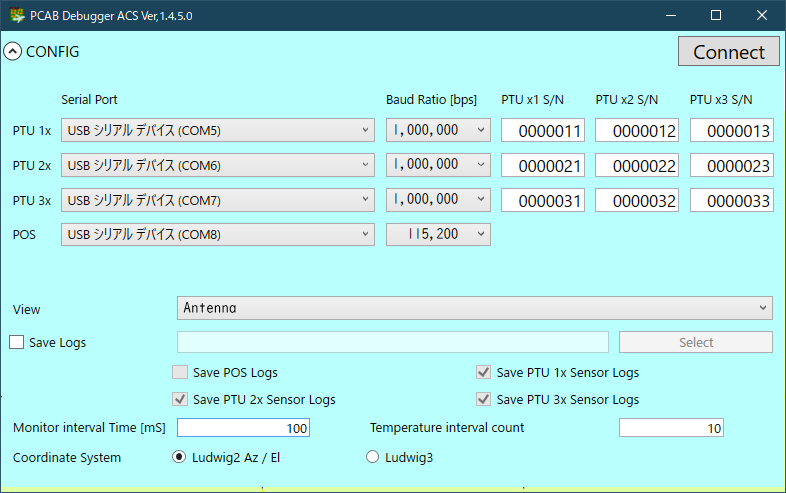 PCAB Debugger ACS Ver,1.4.5.0
CONFIG Connect
Serial Port Baud Ratio [bps] PTU x1 S/N PTU x2 S/N PTU x3 S/N
PTU 1x USB シリアル デバイス (COM5) 1,000,000 0000011 0000012 0000013
PTU 2x USB シリアル デバイス (COM6) 1,000,000 0000021 0000022 0000023
PTU 3x USB シリアル デバイス (COM7) 1,000,000 0000031 0000032 0000033
POS USB シリアル デバイス (COM8) 115,200
View Antenna
Save Logs Select
Save POS Logs Save PTU 1x Sensor Logs
Save PTU 2x Sensor Logs Save PTU 3x Sensor Logs
Monitor interval Time [mS] 100 Temperature interval count 10
Coordinate System Ludwig2 Az / El Ludwig3